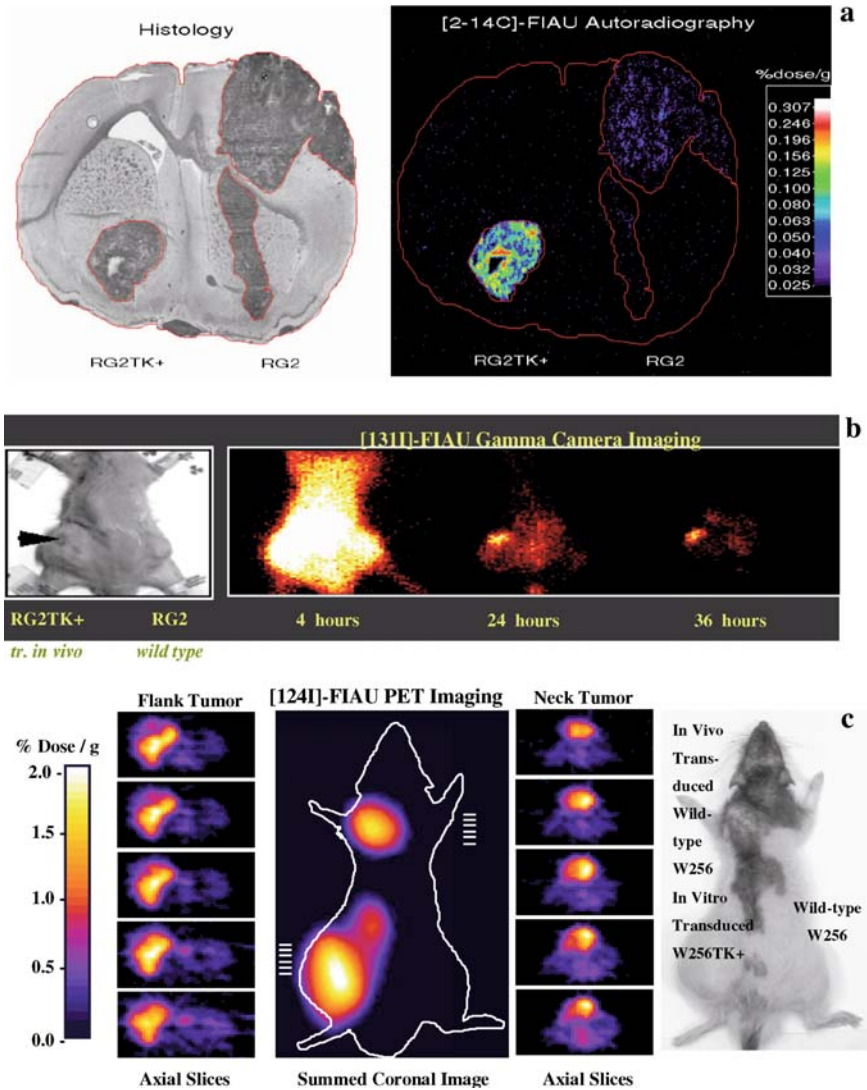 Histology
[2-14C]-FIAU Autoradiography
a
%dose/g
0.307
0.246
0.196
0.156
0.125
0.100
0.080
0.063
0.050
0.040
0.032
0.025
RG2TK+
RG2
RG2TK+
RG2
b
[131I]-FIAU Gamma Camera Imaging
RG2TK+
RG2
4 hours
24 hours
36 hours
tr. in vivo
wild type
Flank Tumor
[124I]-FIAU PET Imaging
Neck Tumor
c
% Dose / g
2.0
1.5
1.0
0.5
0.0
In Vivo
Trans-
duced
Wild-
type
W256
In Vitro
Transduced
W256TK+
Wild-type
W256
Axial Slices
Summed Coronal Image
Axial Slices